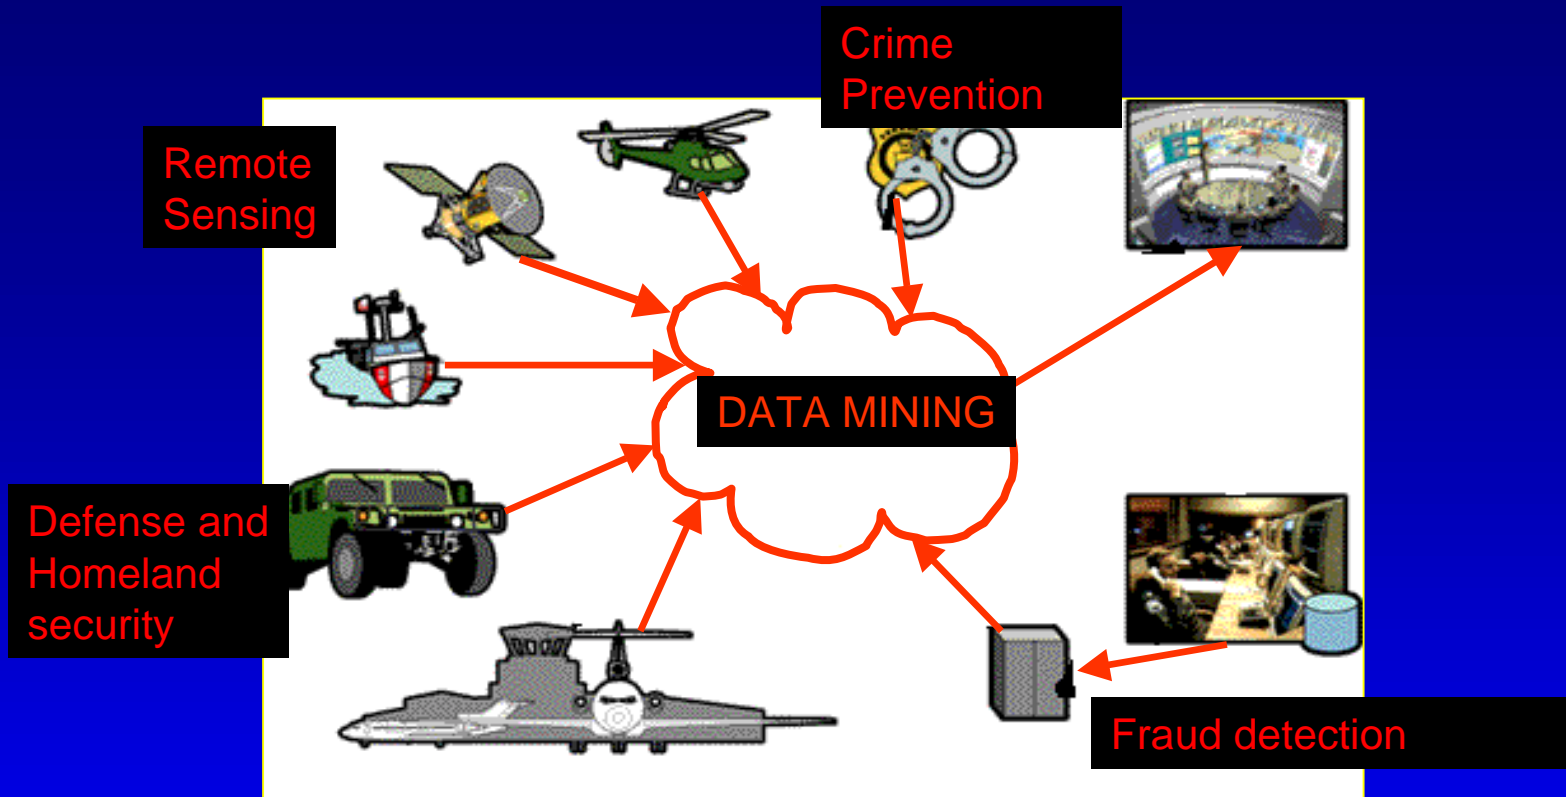 Crime
Prevention
Remote
Sensing
DATA MINING
Defense and
Homeland
security
Fraud detection